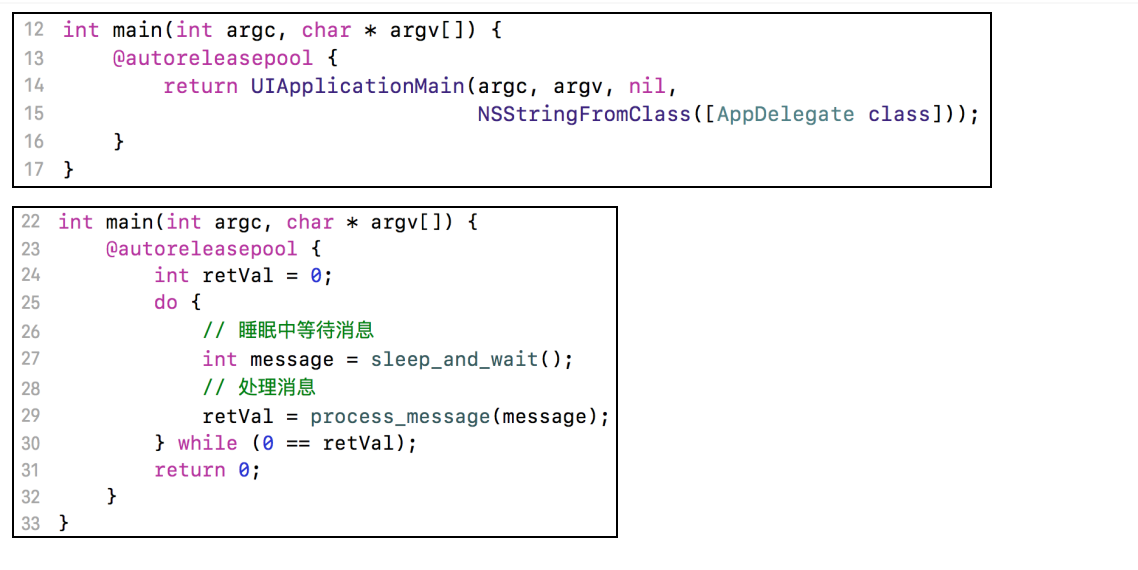 12 int main(int argc, char * argv[]) {
13     @autoreleasepool {
14         return UIApplicationMain(argc, argv, nil,
15                                  NSStringFromClass([AppDelegate class]));
16     }
17 }
22 int main(int argc, char * argv[]) {
23     @autoreleasepool {
24         int retVal = 0;
25         do {
26             // 睡眠中等待消息
27             int message = sleep_and_wait();
28             // 处理消息
29             retVal = process_message(message);
30         } while (0 == retVal);
31         return 0;
32     }
33 }